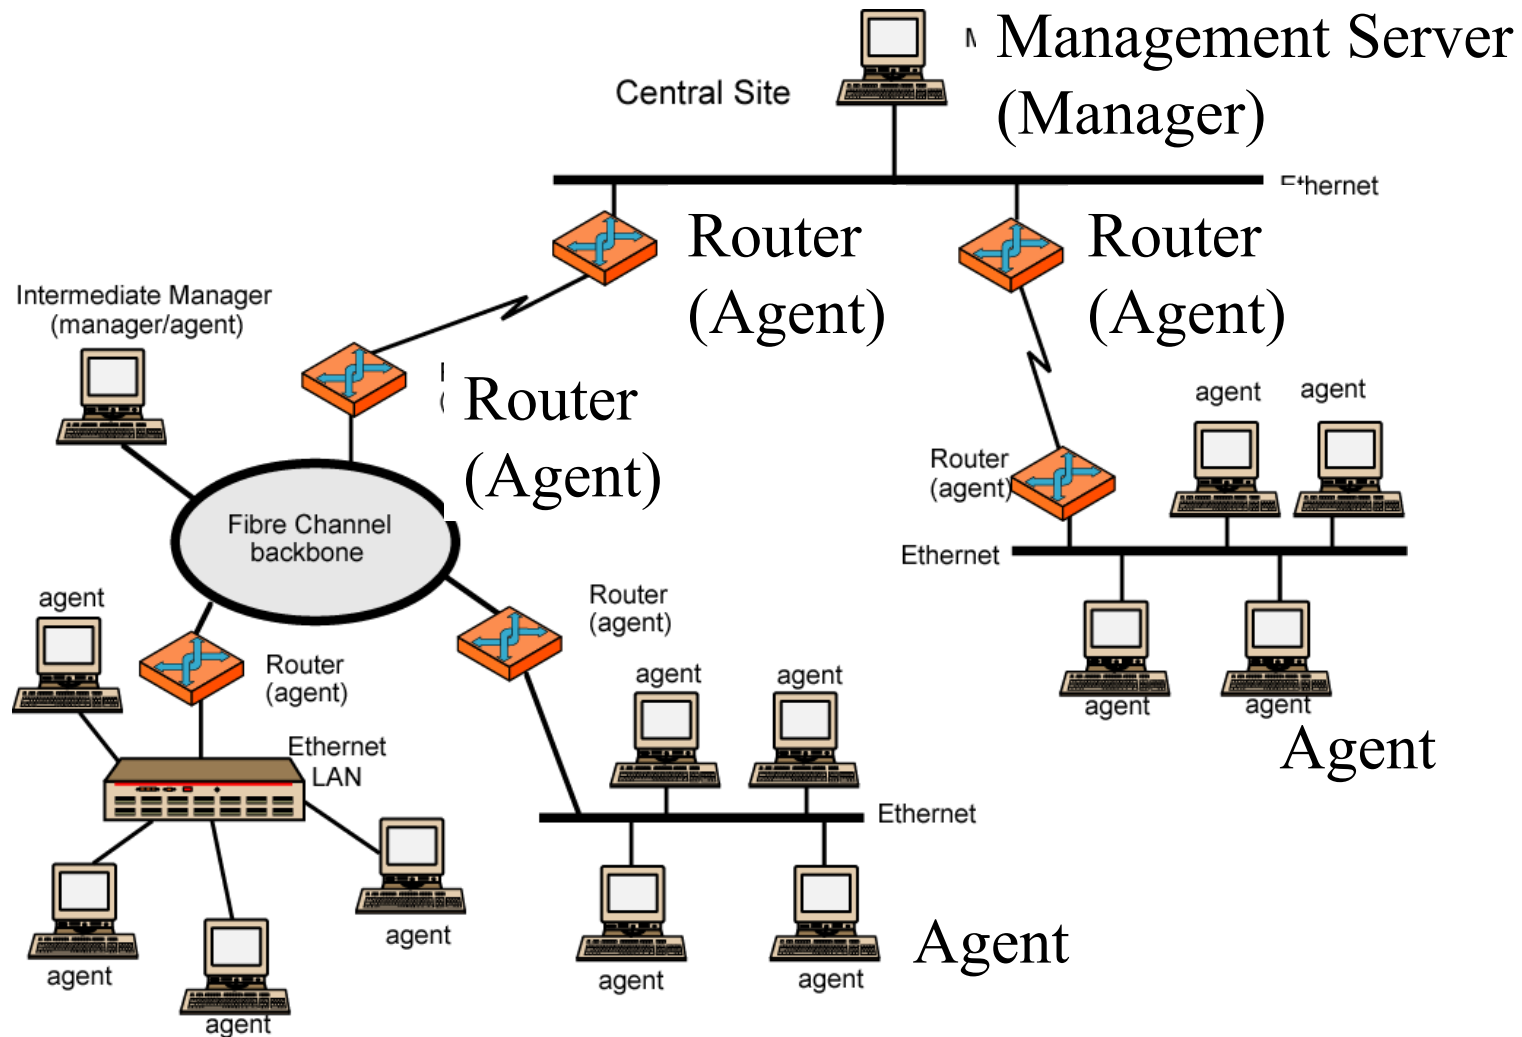 Management Server
(Manager)
Central Site
Ethernet
Router
(Agent)
Router
(Agent)
Intermediate Manager
(manager/agent)
Router
(Agent)
agent
agent
Router
(agent)
Fibre Channel
backbone
Ethernet
agent
Router
(agent)
Router
(agent)
agent
agent
agent
agent
Agent
Ethernet
LAN
Ethernet
agent
agent
agent
agent
agent
Agent
agent